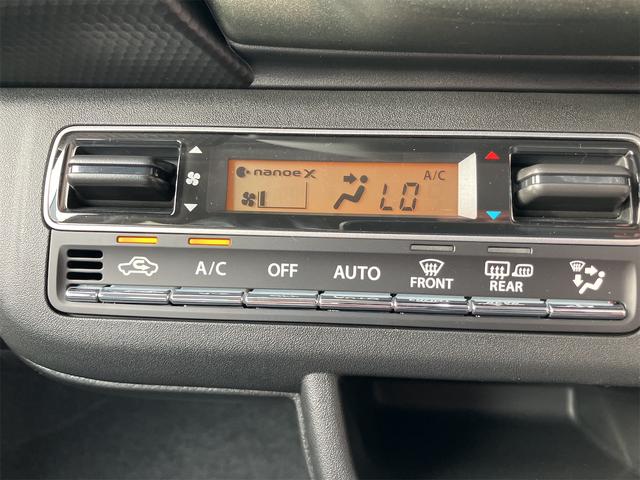 nanoe X
A/C
LO
A/C
OFF
AUTO
FRONT
REAR